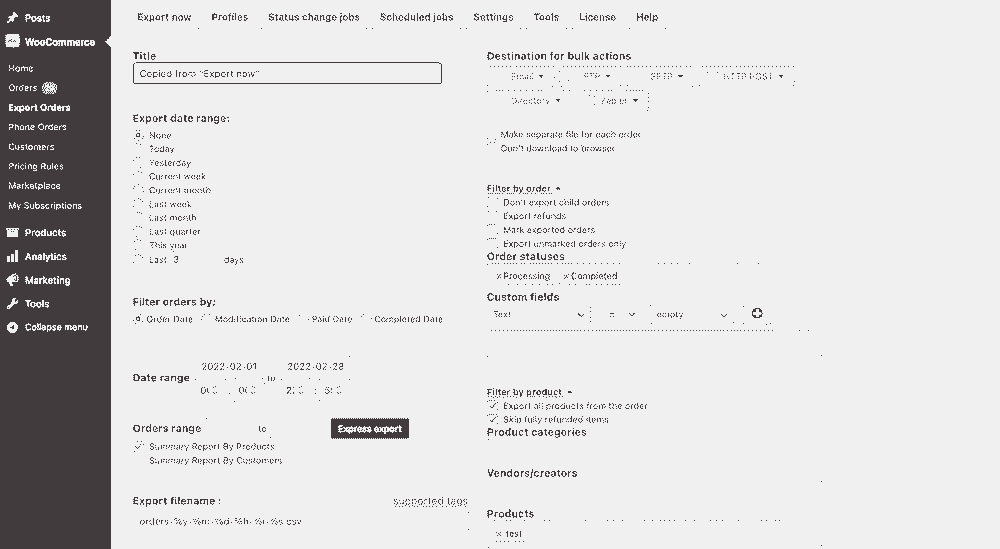 Posts
WooCommerce
Home
Orders
Export Orders
Phone Orders
Customers
Pricing Rules
Marketplace
My Subscriptions
Products
Analytics
Marketing
Tools
Collapse menu
Export now Profiles Status change jobs Scheduled jobs Settings Tools License Help
Title
Copied from "Export now"
Export date range:
None
Today
Yesterday
Current week
Current month
Last week
Last month
Last quarter
This year
Last 3 days
Filter orders by:
Order Date Modification Date Paid Date Completed Date
2022-02-01 2022-02-28
Date range to
Orders range to Express export
Summary Report By Products
Summary Report By Customers
Export filename : supported tags
Destination for bulk actions
Email FTP SFTP HTTP POST
Directory Zapier
Make separate file for each order
Don't download to browser
Filter by order
Don't export child orders
Export refunds
Mark exported orders
Export unmarked orders only
Order statuses
× Processing × Completed
Custom fields
Text = empty
Filter by product
Export all products from the order
Skip fully refunded items
Product categories
Vendors/creators
Products
× test